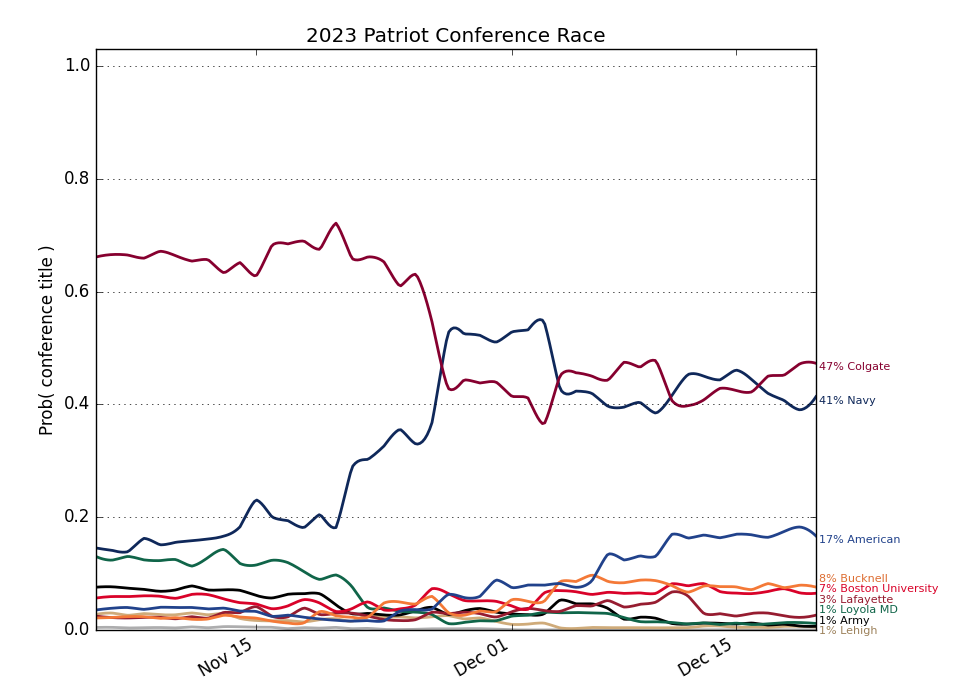 2023 Patriot Conference Race
Prob( conference title )
1.0
0.8
0.6
0.4
0.2
0.0
Nov 15
Dec 01
Dec 15
47% Colgate
41% Navy
17% American
8% Bucknell
7% Boston University
3% Lafayette
1% Loyola MD
1% Army
1% Lehigh